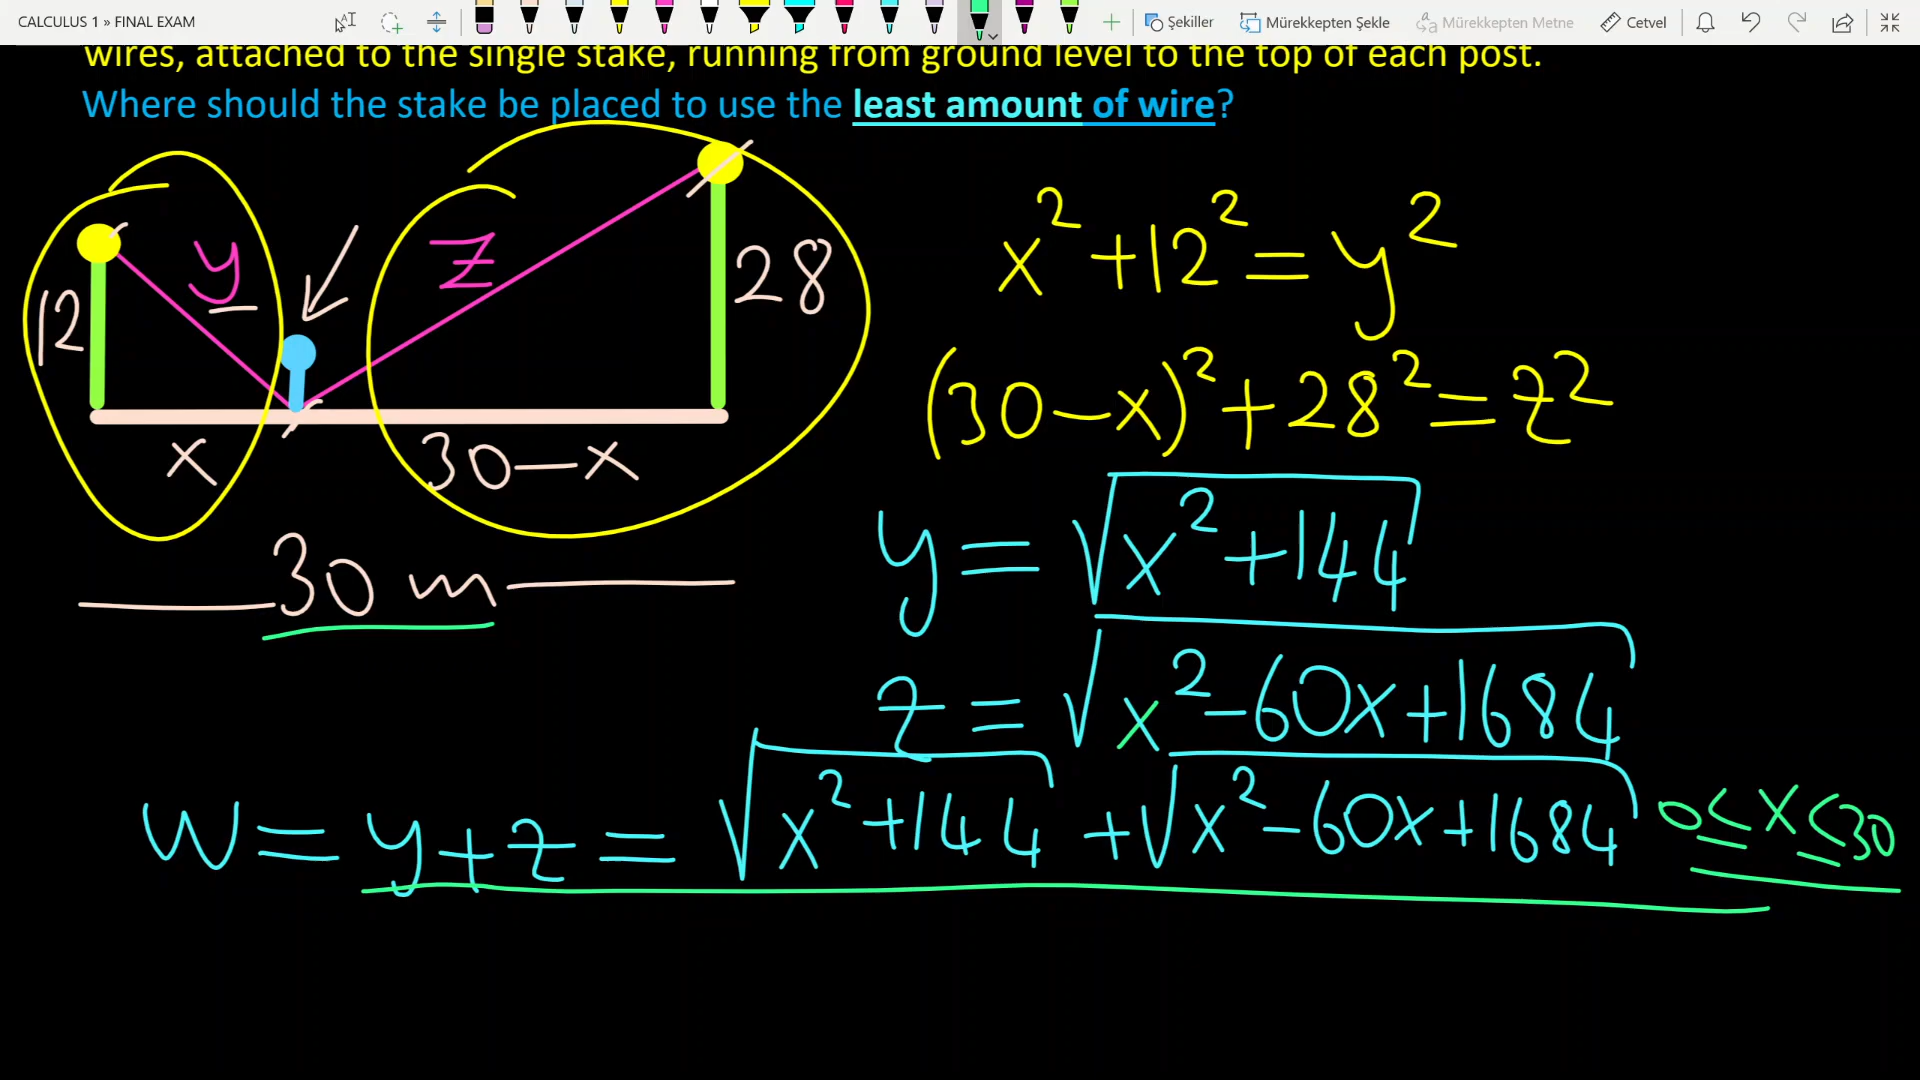 CALCULUS 1 » FINAL EXAM
Şekiller
Mürekkepten Şekle
Mürekkepten Metne
Cetvel
wires, attached to the single stake, running from ground level to the top of each post.
Where should the stake be placed to use the least amount of wire?
12
y
z
28
x
30-x
30 m
x²+12²=y²
(30-x)²+28²=z²
y=√x²+144
z=√x²-60x+1684
W=y+z=√x²+144+√x²-60x+1684
0≤x≤30